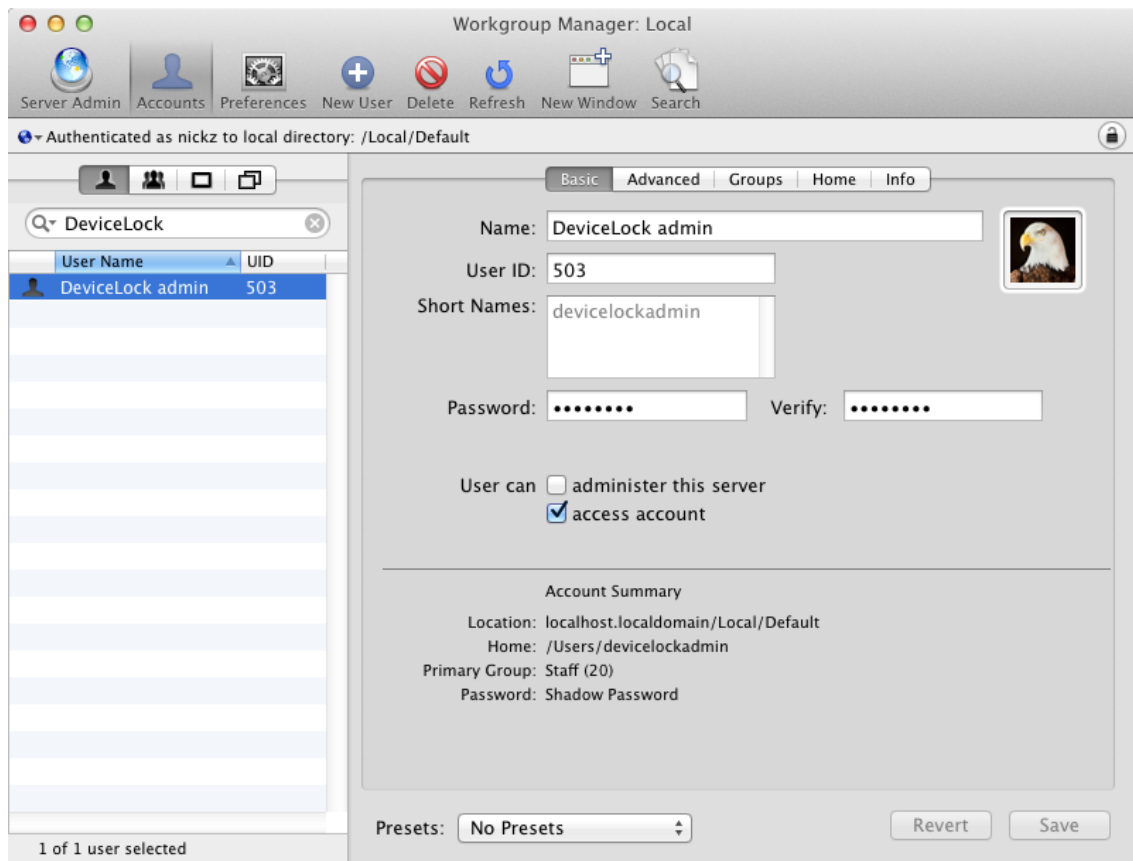 Workgroup Manager: Local
Server Admin Accounts Preferences New User Delete Refresh New Window Search
Authenticated as nickz to local directory: /Local/Default
DeviceLock
User Name UID
DeviceLock admin 503
1 of 1 user selected
Basic Advanced Groups Home Info
Name: DeviceLock admin
User ID: 503
Short Names: devicelockadmin
Password: •••••••• Verify: ••••••••
User can administer this server
access account
Account Summary
Location: localhost.localdomain/Local/Default
Home: /Users/devicelockadmin
Primary Group: Staff (20)
Password: Shadow Password
Presets: No Presets Revert Save